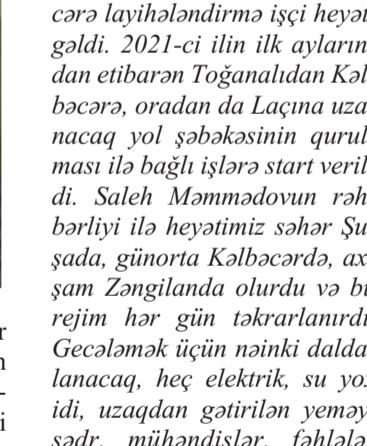 cərə layihələndirmə işçi heyət
gəldi. 2021-ci ilin ilk ayların
dan etibarən Toğanalıdan Kəl
bəcərə, oradan da Laçına uza
nacaq yol şəbəkəsinin qurul
ması ilə bağlı işlərə start veril
di. Saleh Məmmədovun rəh
bərliyi ilə heyətimiz səhər Şu
şada, günorta Kəlbəcərdə, ax
şam Zəngilanda olurdu və bu
rejim hər gün təkrarlanırdı
Gecələmək üçün nəinki dalda
lanacaq, heç elektrik, su yox
idi, uzaqdan gətirilən yeməy
sədr, mühəndislər, fəhlələ